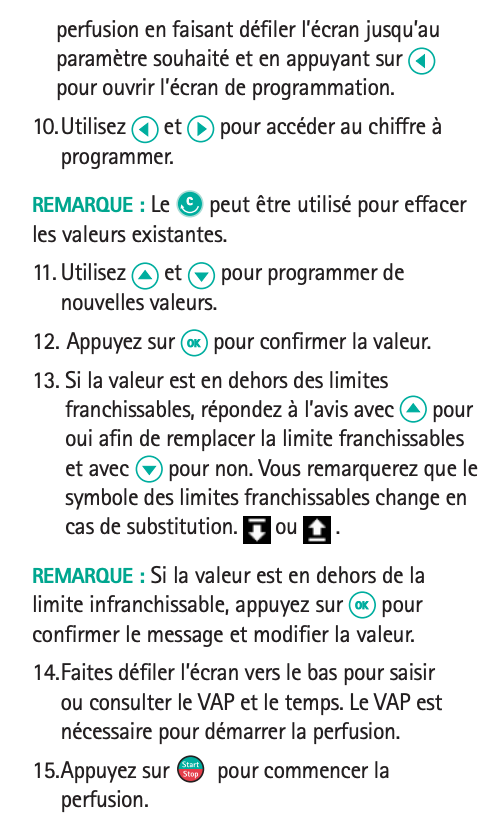 perfusion en faisant défiler l'écran jusqu'au
paramètre souhaité et en appuyant sur
pour ouvrir l'écran de programmation.
10.Utilisez et pour accéder au chiffre à
programmer.
REMARQUE : Le C peut être utilisé pour effacer
les valeurs existantes.
11. Utilisez et pour programmer de
nouvelles valeurs.
12. Appuyez sur OK pour confirmer la valeur.
13. Si la valeur est en dehors des limites
franchissables, répondez à l'avis avec pour
oui afin de remplacer la limite franchissables
et avec pour non. Vous remarquerez que le
symbole des limites franchissables change en
cas de substitution. ou .
REMARQUE : Si la valeur est en dehors de la
limite infranchissable, appuyez sur OK pour
confirmer le message et modifier la valeur.
14.Faites défiler l'écran vers le bas pour saisir
ou consulter le VAP et le temps. Le VAP est
nécessaire pour démarrer la perfusion.
15.Appuyez sur Start Stop pour commencer la
perfusion.